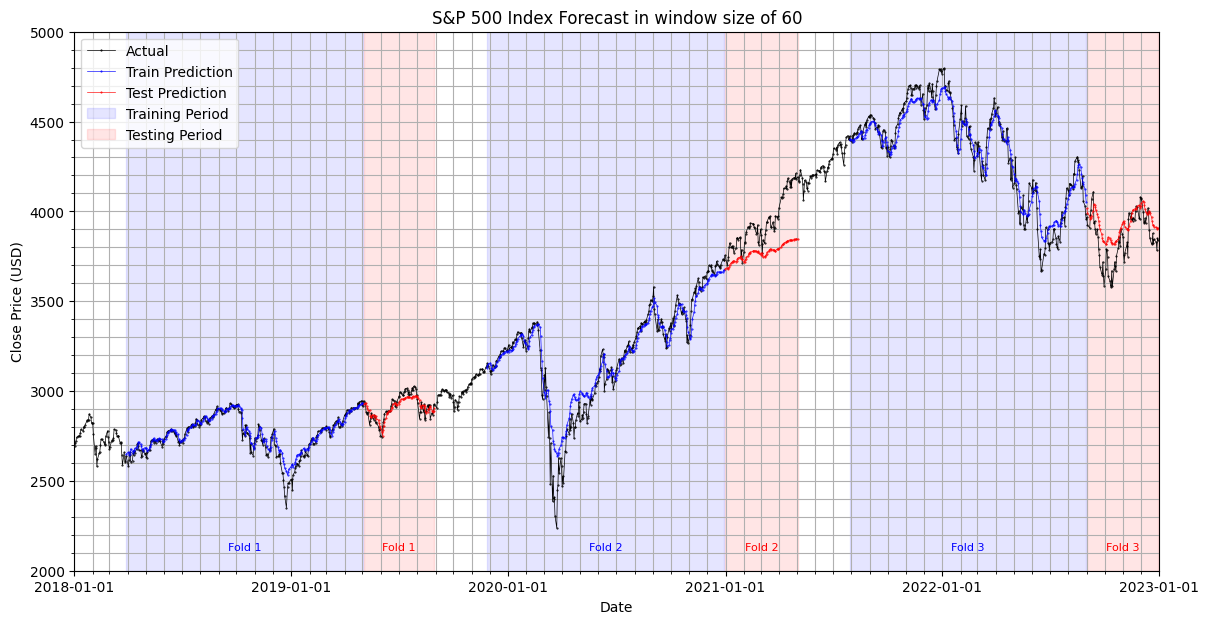 S&P 500 Index Forecast in window size of 60
5000
4500
4000
3500
3000
2500
2000
Close Price (USD)
Actual
Train Prediction
Test Prediction
Training Period
Testing Period
Fold 1
Fold 1
Fold 2
Fold 2
Fold 3
Fold 3
2018-01-01
2019-01-01
2020-01-01
2021-01-01
2022-01-01
2023-01-01
Date